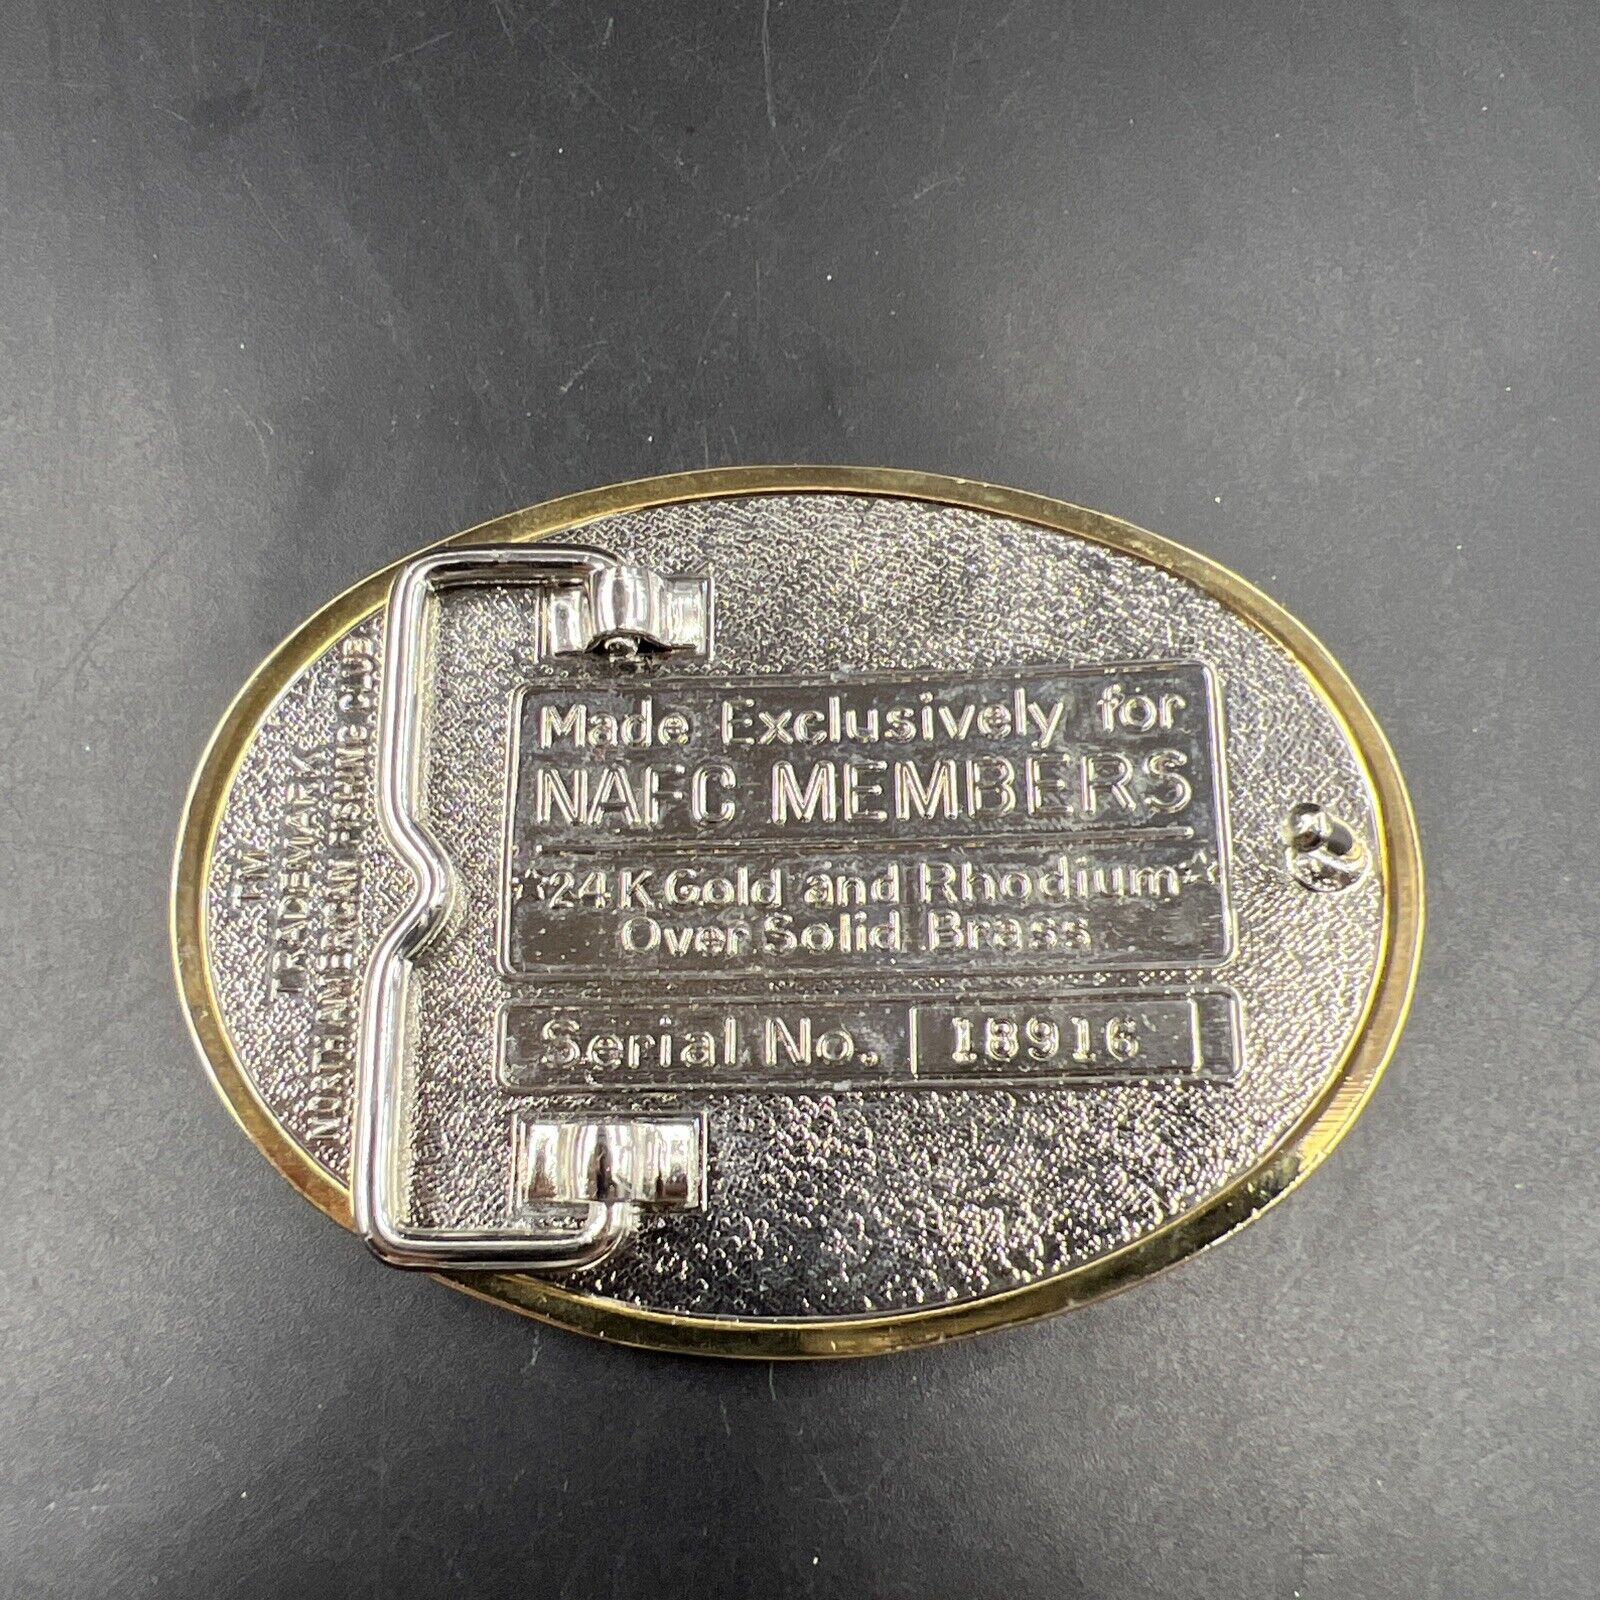 Made Exclusively for
NAFC MEMBERS
24K Gold and Rhodium
Over Solid Brass
Serial No. 18916
TM
TRADEMARK
NORTH AMERICAN FISHING CLUB